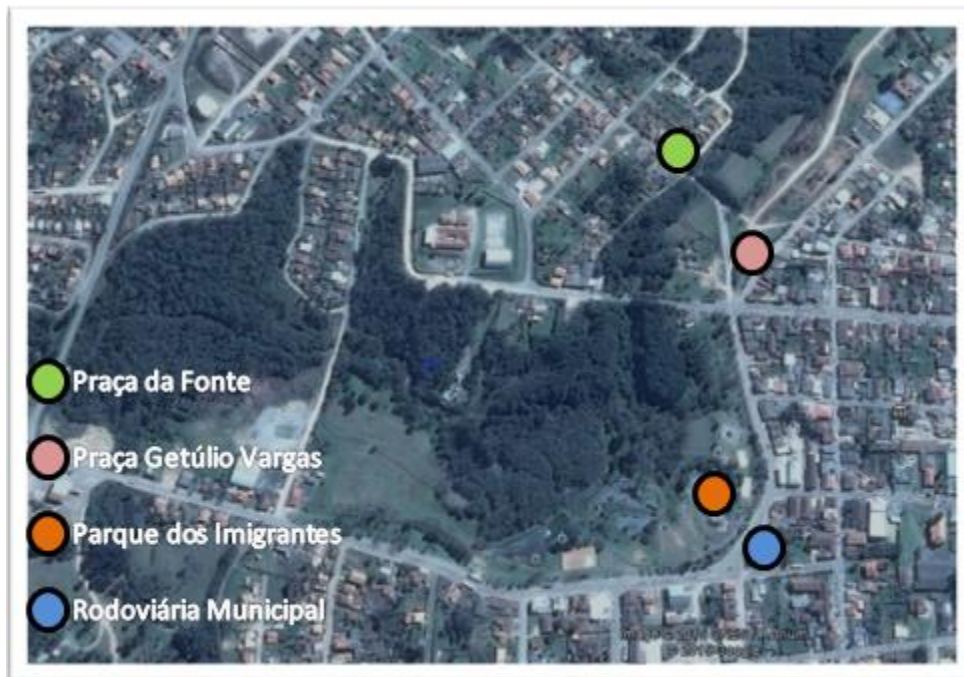 Praça da Fonte
Praça Getúlio Vargas
Parque dos Imigrantes
Rodoviária Municipal